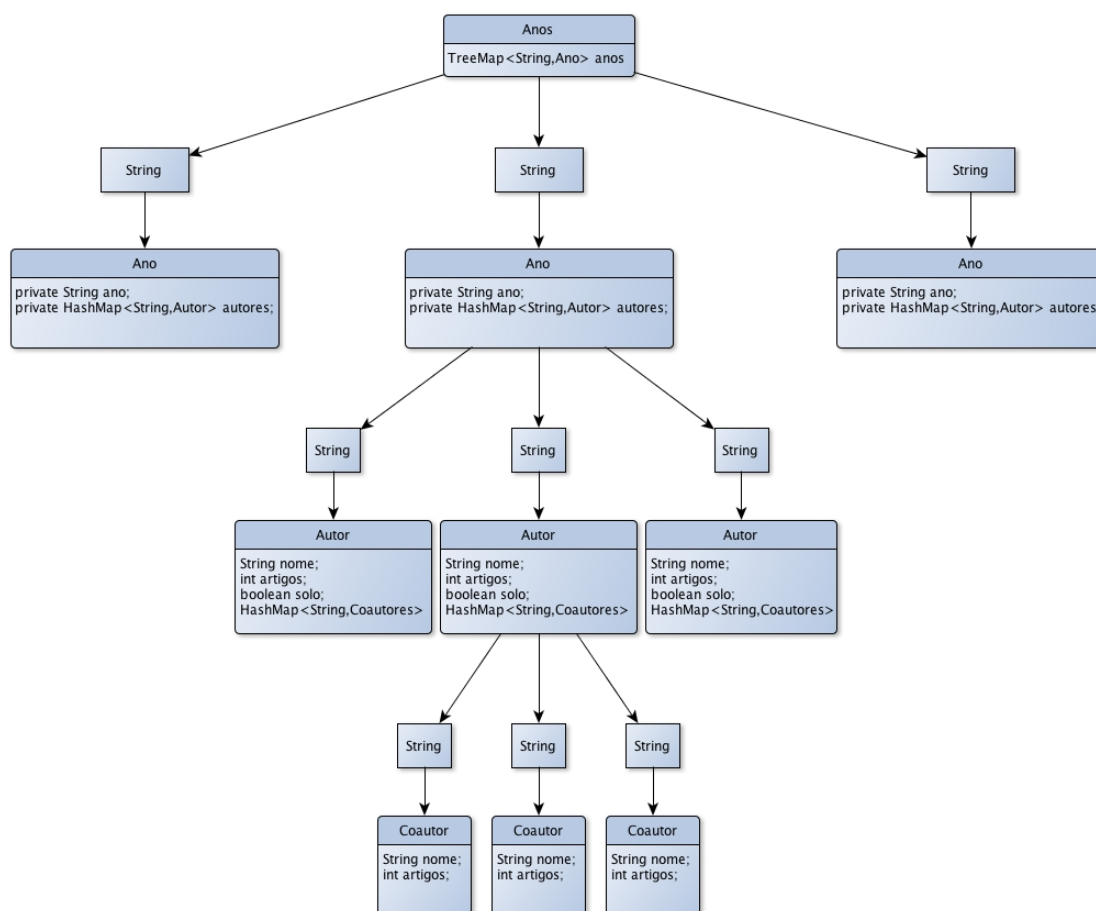 Anos
TreeMap<String,Ano> anos
String
String
String
Ano
private String ano;
private HashMap<String,Autor> autores;
Ano
private String ano;
private HashMap<String,Autor> autores;
Ano
private String ano;
private HashMap<String,Autor> autores
String
String
String
Autor
String nome;
int artigos;
boolean solo;
HashMap<String,Coautores>
Autor
String nome;
int artigos;
boolean solo;
HashMap<String,Coautores>
Autor
String nome;
int artigos;
boolean solo;
HashMap<String,Coautores>
String
String
String
Coautor
String nome;
int artigos;
Coautor
String nome;
int artigos;
Coautor
String nome;
int artigos;